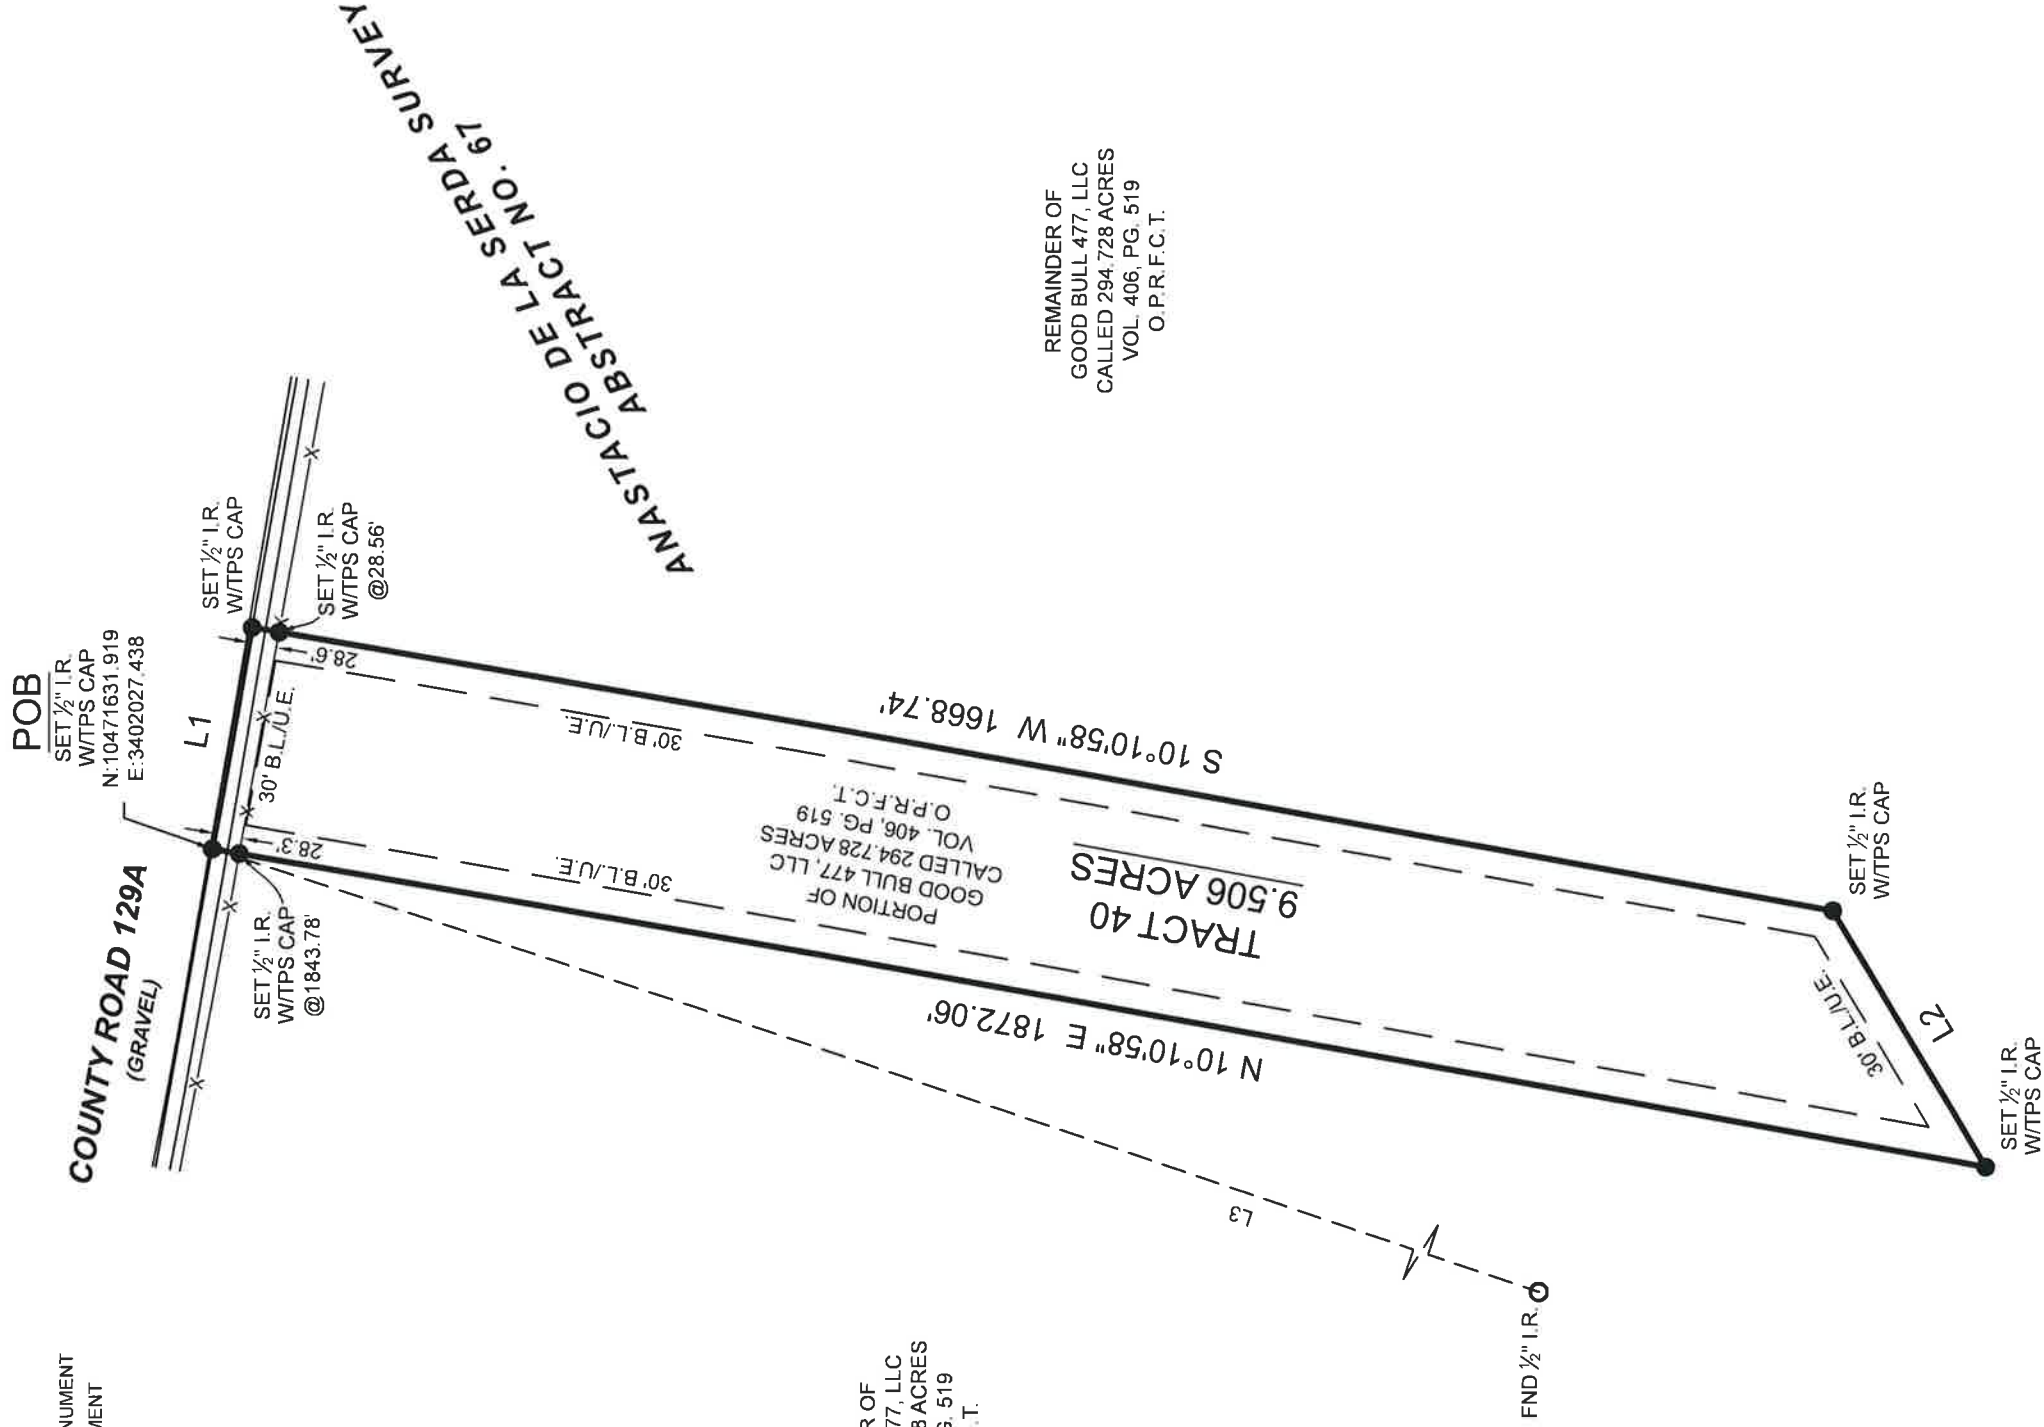 POB
SET ½" I.R.
W/TPS CAP
N:10471631.919
E:3402027.438
L1
SET ½" I.R.
W/TPS CAP
SET ½" I.R.
W/TPS CAP
@28.56'
28.6'
30' B.L./U.E.
28.3'
COUNTY ROAD 129A
(GRAVEL)
SET ½" I.R.
W/TPS CAP
@1843.78'
ANASTACIO DE LA SERDA SURVEY
ABSTRACT NO. 67
REMAINDER OF
GOOD BULL 477, LLC
CALLED 294.728 ACRES
VOL. 406, PG. 519
O.P.R.F.C.T.
30' B.L./U.E.
30' B.L./U.E.
S 10°10'58" W 1668.74'
PORTION OF
GOOD BULL 477, LLC
CALLED 294.728 ACRES
VOL. 406, PG. 519
O.P.R.F.C.T.
TRACT 40
9.506 ACRES
N 10°10'58" E 1872.06'
L3
30' B.L./U.E.
L2
SET ½" I.R.
W/TPS CAP
SET ½" I.R.
W/TPS CAP
FND ½" I.R.
NUMENT
MENT
R OF
77, LLC
8 ACRES
G. 519
.T.
X
X
X
X
X
X